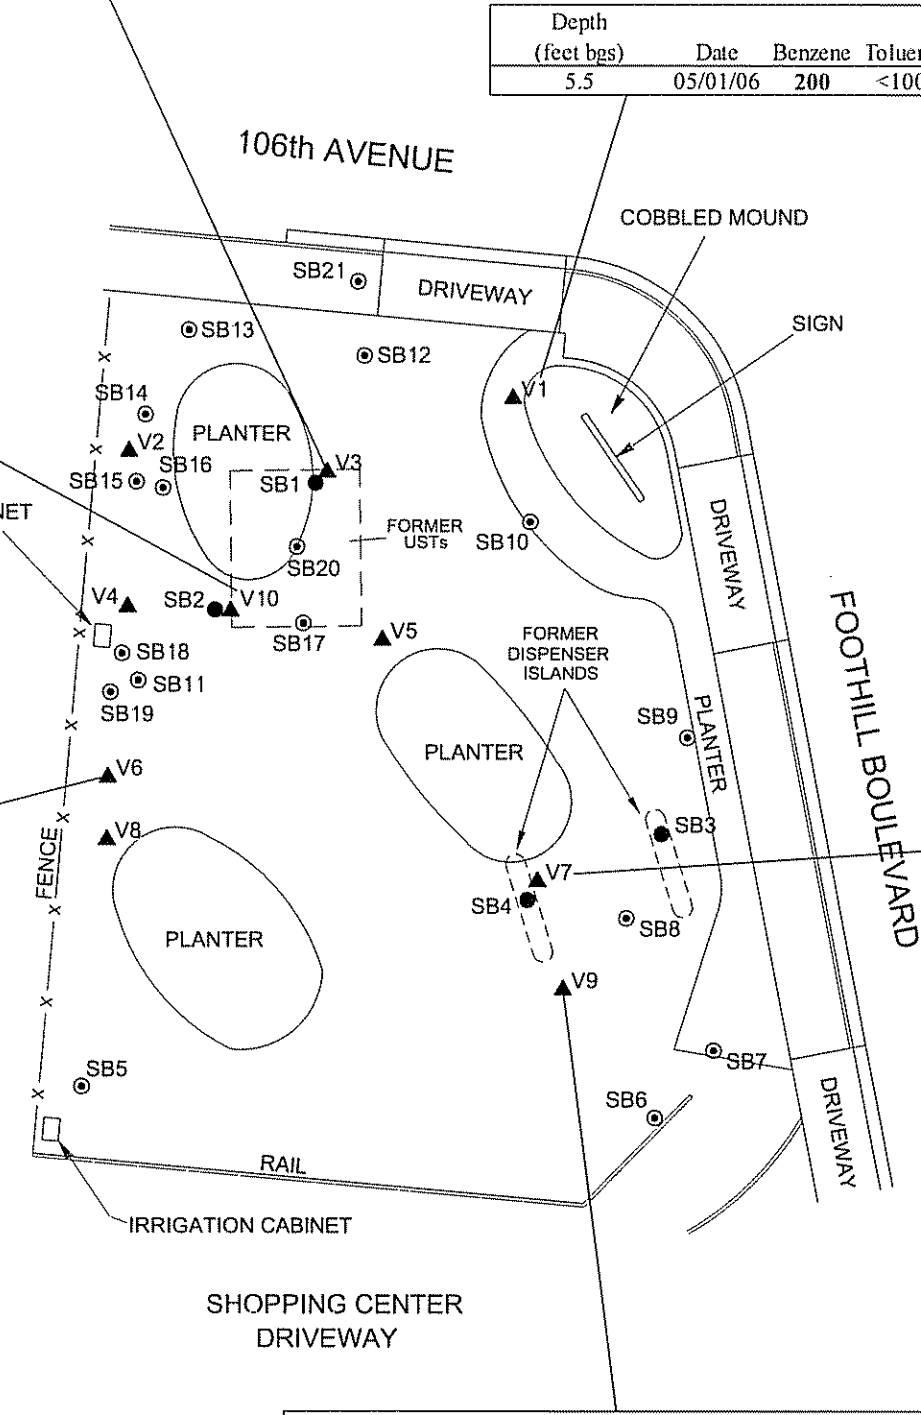 Depth
(feet bgs) Date Benzene Toluen
5.5 05/01/06 200 <100
106th AVENUE
COBBLED MOUND
SB21
DRIVEWAY
SIGN
SB13
SB12
SB14
V1
PLANTER
V2
SB16
V3
SB15
SB1
NET
FORMER
USTs
SB10
DRIVEWAY
SB20
V4
SB2
V10
SB17
V5
FORMER
DISPENSER
ISLANDS
SB18
SB11
SB19
SB9
PLANTER
FOOTHILL BOULEVARD
PLANTER
V6
V8
SB3
FENCE
V7
SB4
SB8
PLANTER
V9
SB7
SB5
SB6
DRIVEWAY
RAIL
IRRIGATION CABINET
SHOPPING CENTER
DRIVEWAY
x
x
x
x
x
x
x
x
x